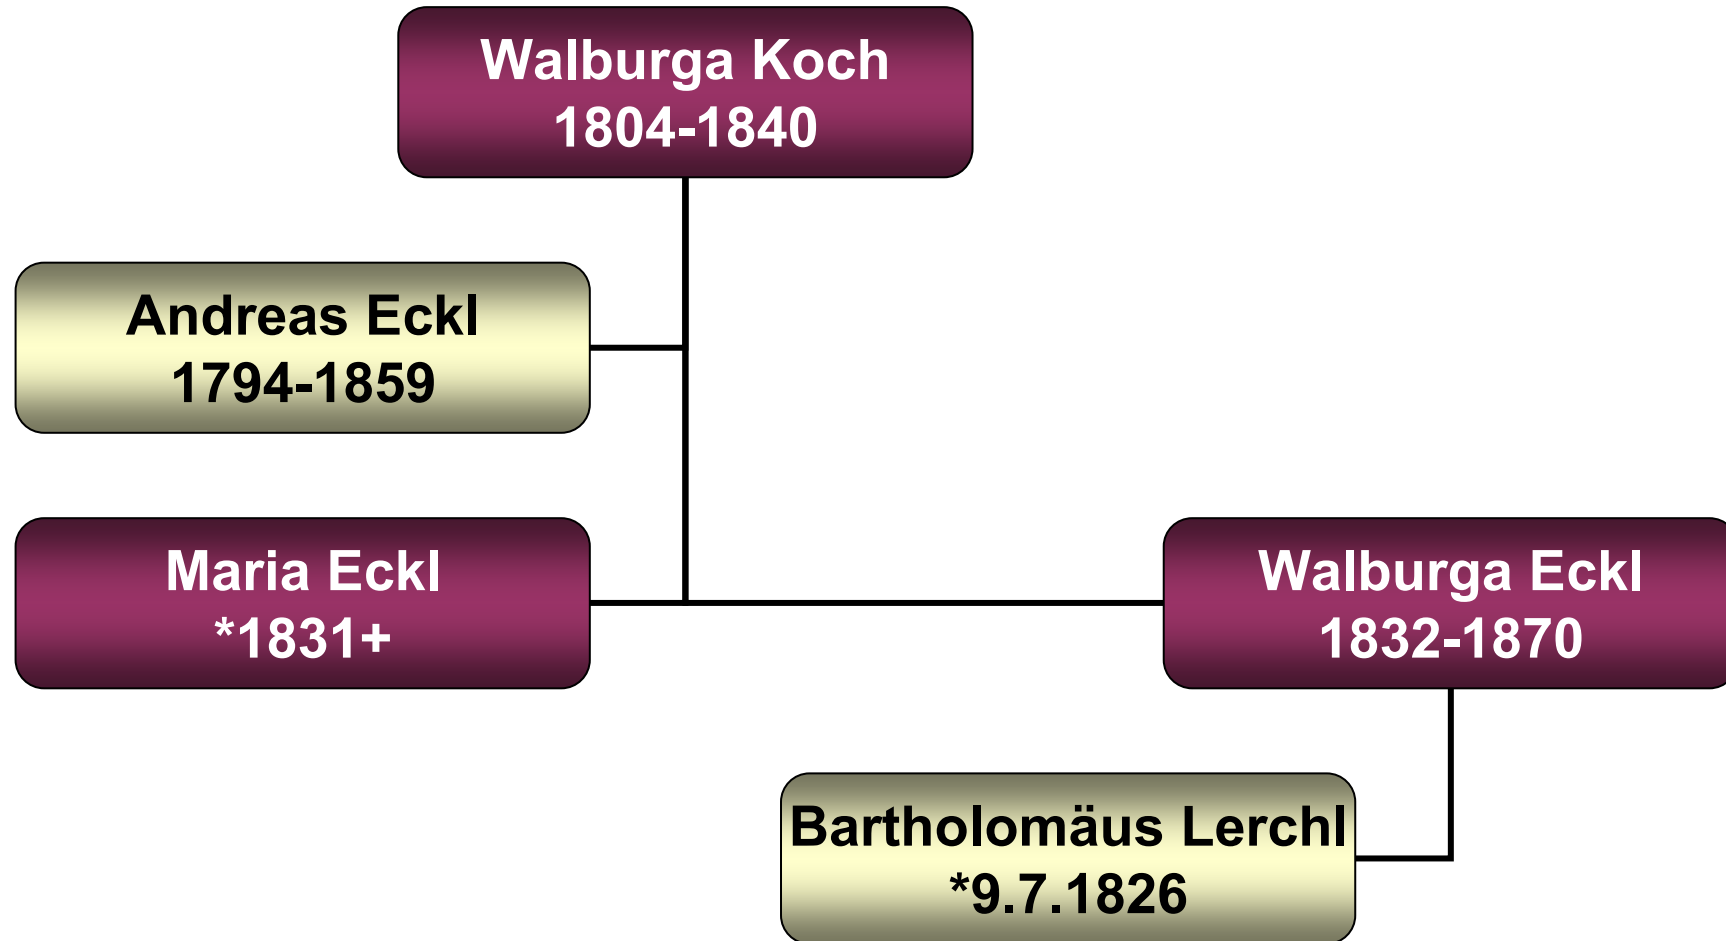 Walburga Koch
1804-1840
Andreas Eckl
1794-1859
Maria Eckl
*1831+
Walburga Eckl
1832-1870
Bartholomäus Lerchl
*9.7.1826